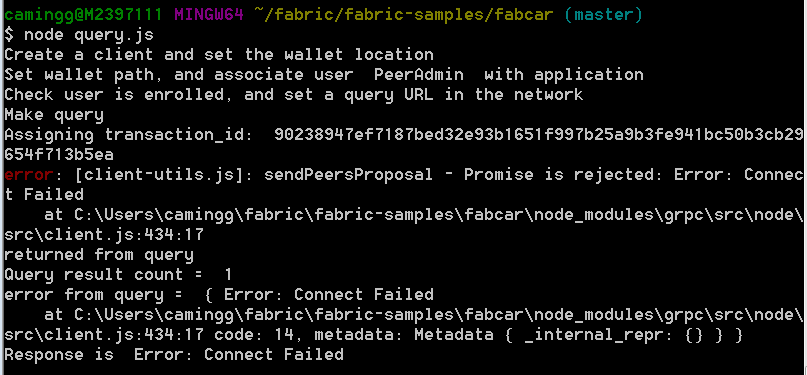 camingg@M2397111 MINGW64 ~/fabric/fabric-samples/fabcar (master)
$ node query.js
Create a client and set the wallet location
Set wallet path, and associate user  PeerAdmin  with application
Check user is enrolled, and set a query URL in the network
Make query
Assigning transaction_id:  90238947ef7187bed32e93b1651f997b25a9b3fe941bc50b3cb29
654f713b5ea
error: [client-utils.js]: sendPeersProposal - Promise is rejected: Error: Connec
t Failed
    at C:\Users\camingg\fabric\fabric-samples\fabcar\node_modules\grpc\src\node\
src\client.js:434:17
returned from query
Query result count =  1
error from query =  { Error: Connect Failed
    at C:\Users\camingg\fabric\fabric-samples\fabcar\node_modules\grpc\src\node\
src\client.js:434:17 code: 14, metadata: Metadata { _internal_repr: {} } }
Response is  Error: Connect Failed